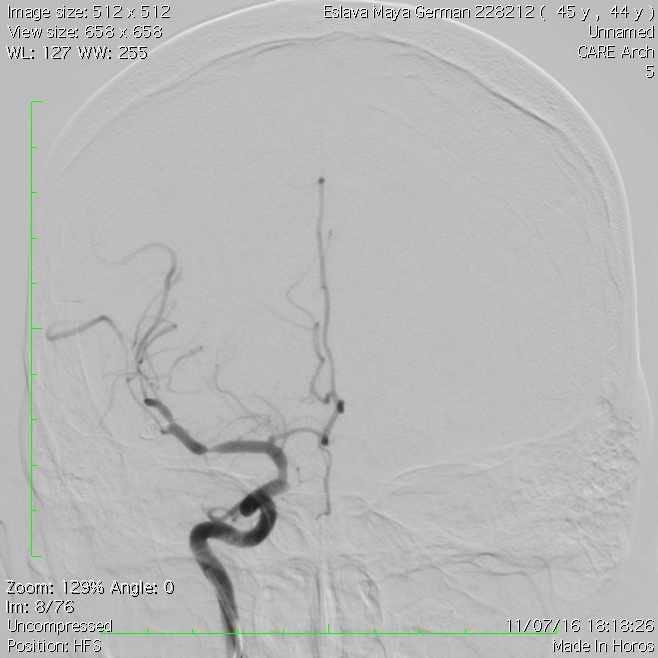 Image size: 512 x 512
View size: 658 x 658
WL: 127 WW: 255
Eslava Maya German 228212 ( 45 y , 44 y )
Unnamed
CARE Arch
5
Zoom: 129% Angle: 0
Im: 8/76
Uncompressed
Position: HFS
11/07/16 18:18:26
Made In Horos